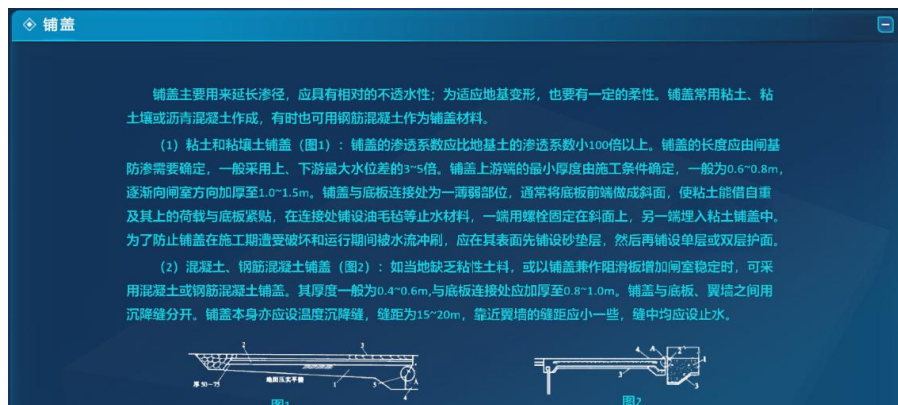 铺盖
铺盖主要用来延长渗径，应具有相对的不透水性；为适应地基变形，也要有一定的柔性。铺盖常用粘土、粘
土壤或沥青混凝土作成，有时也可用钢筋混凝土作为铺盖材料。
（1）粘土和粘壤土铺盖（图1）：铺盖的渗透系数应比地基土的渗透系数小100倍以上。铺盖的长度应由闸基
防渗需要确定，一般采用上、下游最大水位差的3~5倍。铺盖上游端的最小厚度由施工条件确定，一般为0.6~0.8m，
逐渐向闸室方向加厚至1.0~1.5m。铺盖与底板连接处为一薄弱部位，通常将底板前端做成斜面，使粘土能借自重
及其上的荷载与底板紧贴，在连接处铺设油毛毡等止水材料，一端用螺栓固定在斜面上，另一端埋入粘土铺盖中。
为了防止铺盖在施工期遭受破坏和运行期间被水流冲刷，应在其表面先铺设砂垫层，然后再铺设单层或双层护面。
（2）混凝土、钢筋混凝土铺盖（图2）：如当地缺乏粘性土料，或以铺盖兼作阻滑板增加闸室稳定时，可采
用混凝土或钢筋混凝土铺盖。其厚度一般为0.4~0.6m,与底板连接处应加厚至0.8~1.0m。铺盖与底板、翼墙之间用
沉降缝分开。铺盖本身亦应设温度沉降缝，缝距为15~20m，靠近翼墙的缝距应小一些，缝中均应设止水。
2 3
厚50~75 1 5 A 4
4 A 2 1
3 3
图1
图2